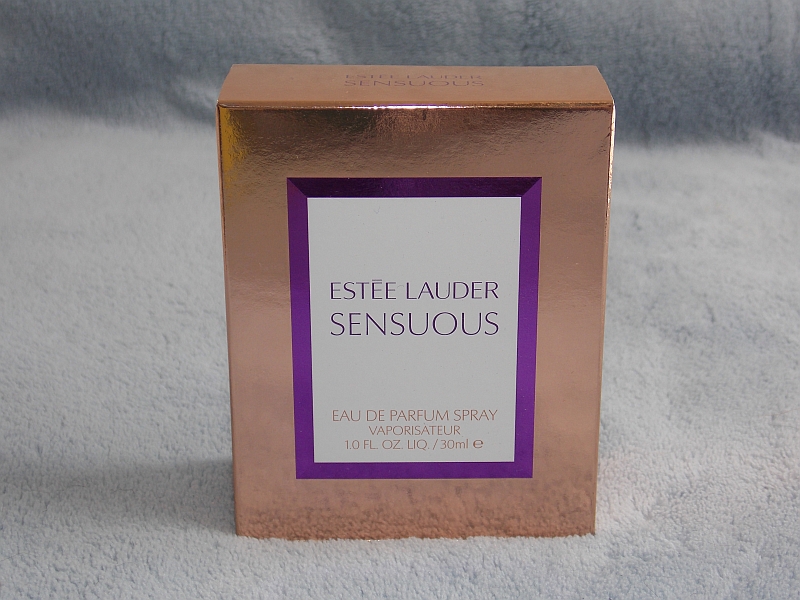 ESTĒE LAUDER
SENSUOUS
ESTĒE LAUDER
SENSUOUS
EAU DE PARFUM SPRAY
VAPORISATEUR
1.0 FL. OZ. LIQ. / 30ml ℮